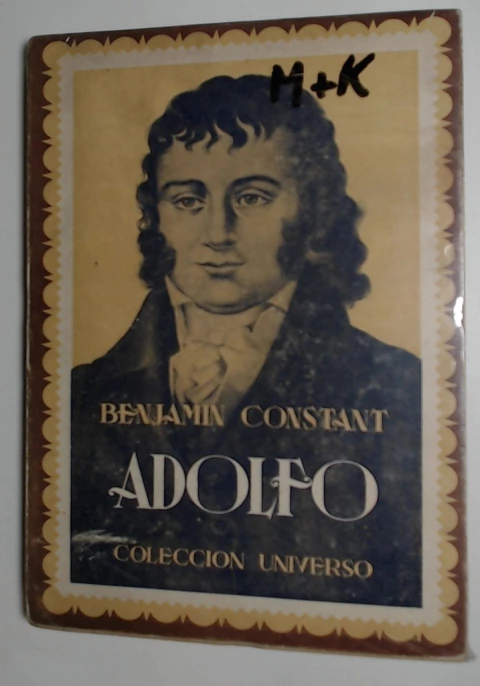 M+K
BENJAMIN CONSTANT
ADOLFO
COLECCION UNIVERSO